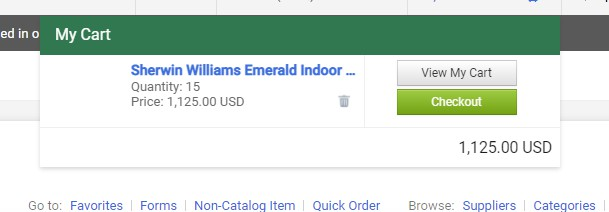 ed in o
My Cart
Sherwin Williams Emerald Indoor ...
Quantity: 15
Price: 1,125.00 USD
View My Cart
Checkout
1,125.00 USD
Go to: Favorites | Forms | Non-Catalog Item | Quick Order Browse: Suppliers | Categories |